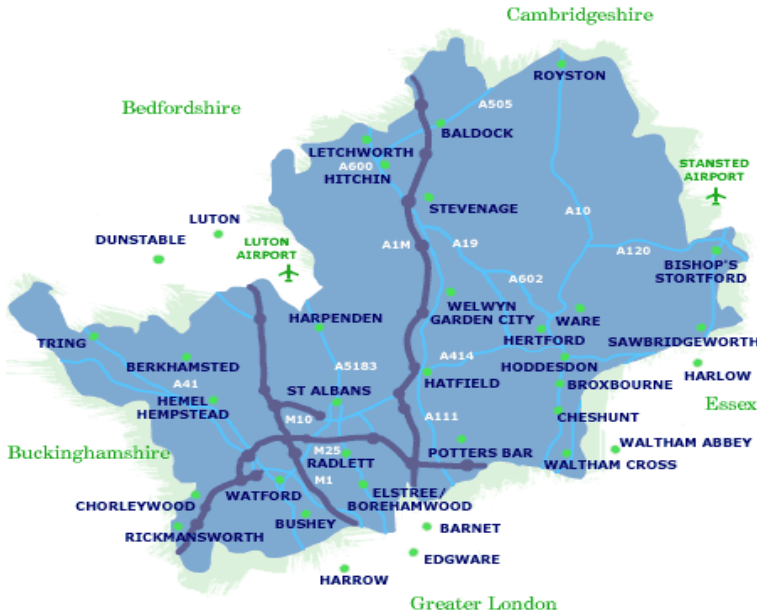 Cambridgeshire
ROYSTON
Bedfordshire
A505
BALDOCK
LETCHWORTH
A600
HITCHIN
STANSTED
AIRPORT
STEVENAGE
A10
LUTON
DUNSTABLE
LUTON
AIRPORT
A1M
A19
A120
BISHOP'S
STORTFORD
A602
WELWYN
GARDEN CITY
WARE
HARPENDEN
HERTFORD
SAWBRIDGEWORTH
TRING
BERKHAMSTED
A5183
A414
HODDESDON
HATFIELD
HARLOW
A41
ST ALBANS
BROXBOURNE
HEMEL
HEMPSTEAD
Essex
M10
A111
CHESHUNT
Buckinghamshire
M25
RADLETT
POTTERS BAR
WALTHAM ABBEY
WALTHAM CROSS
M1
WATFORD
ELSTREE/
BOREHAMWOOD
CHORLEYWOOD
BUSHEY
RICKMANSWORTH
BARNET
EDGWARE
HARROW
Greater London